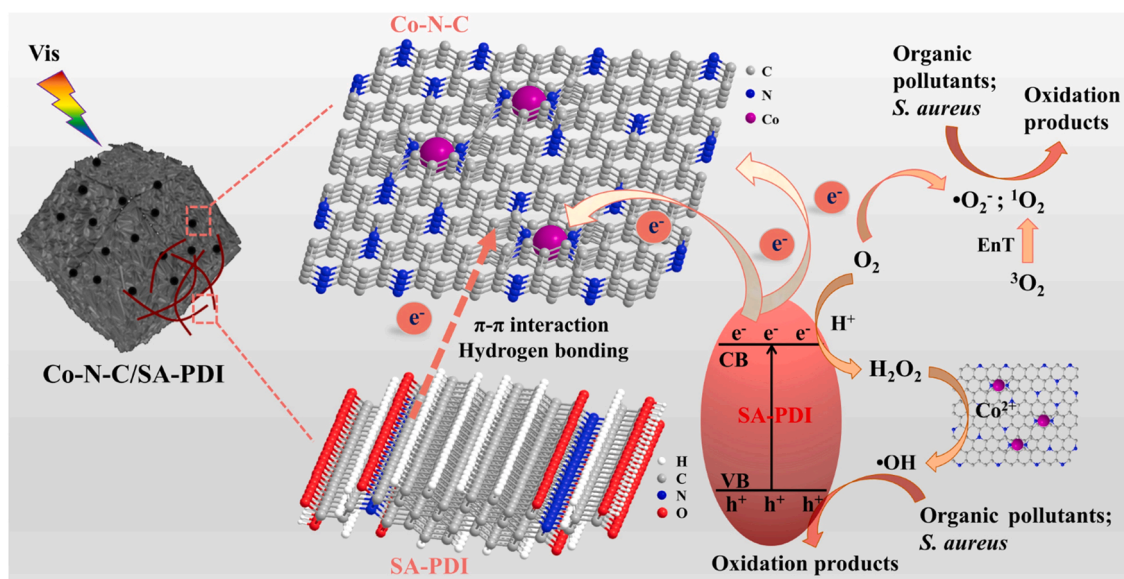 Vis
Co-N-C/SA-PDI
Co-N-C
C
N
Co
e⁻
π-π interaction
Hydrogen bonding
H
C
N
O
SA-PDI
e⁻
e⁻
e⁻
Organic
pollutants;
S. aureus
Oxidation
products
•O₂⁻; ¹O₂
EnT
³O₂
O₂
H⁺
H₂O₂
Co²⁺
•OH
e⁻ e⁻ e⁻
CB
SA-PDI
VB
h⁺ h⁺ h⁺
Organic pollutants;
S. aureus
Oxidation products